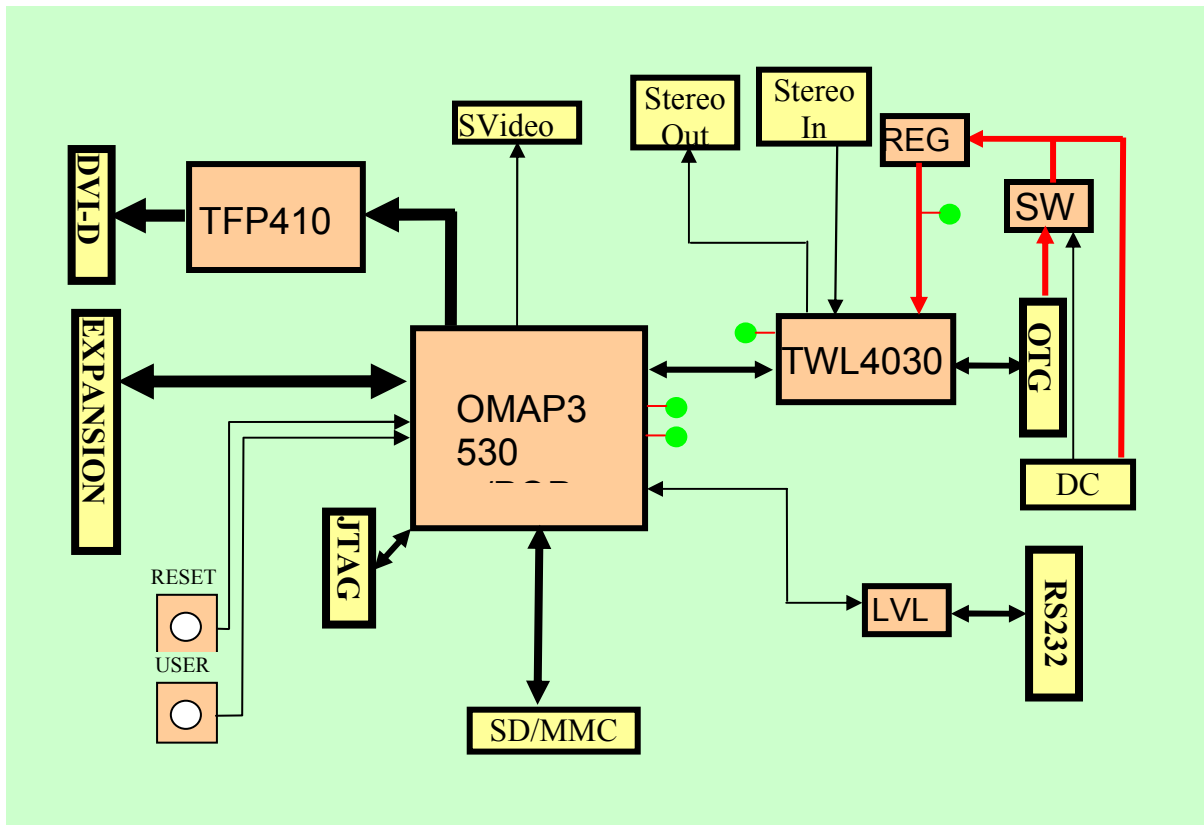 Stereo
Out
Stereo
In
SVideo
REG
DVI-D
TFP410
SW
EXPANSION
OTG
TWL4030
OMAP3
530
DC
JTAG
RESET
LVL
RS232
USER
SD/MMC